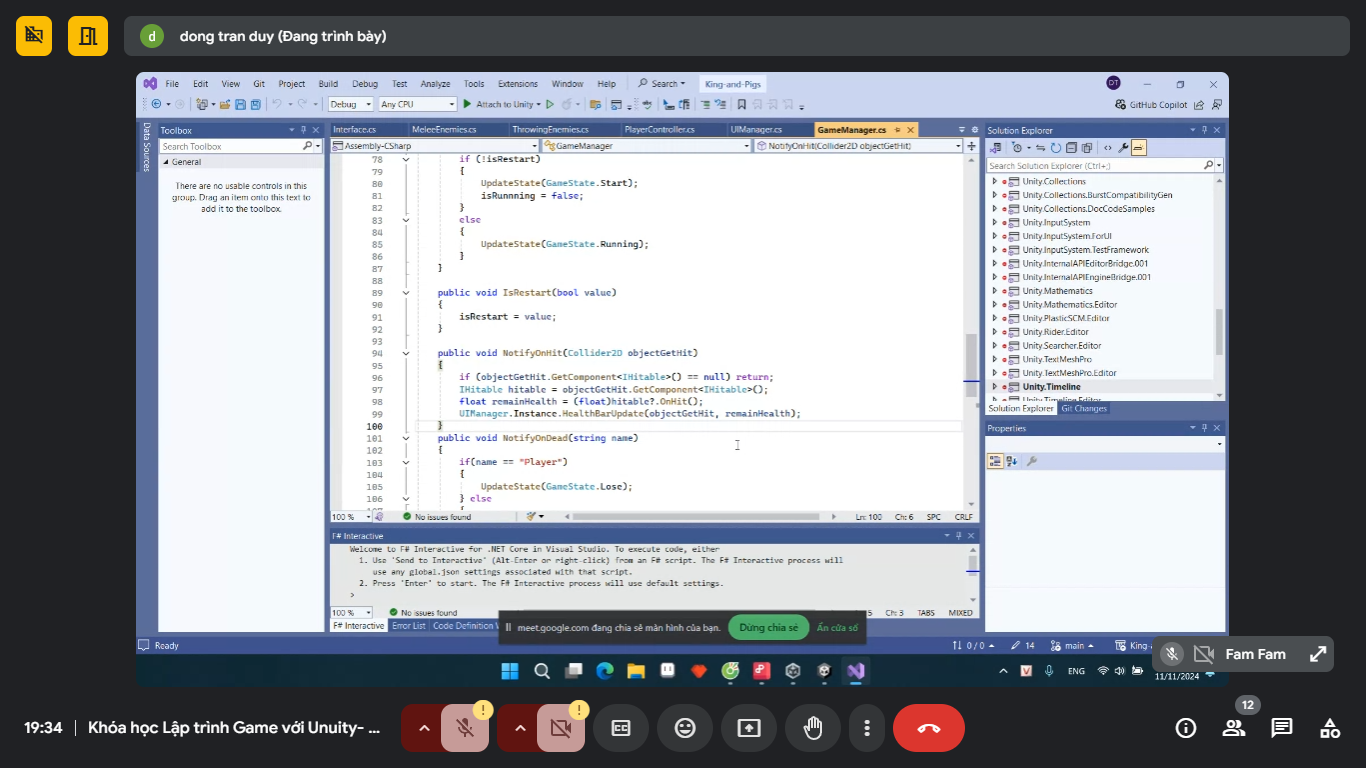 d dong tran duy (Đang trình bày)
File Edit View Git Project Build Debug Test Analyze Tools Extensions Window Help Search King-and-Pigs DT
Debug Any CPU Attach to Unity GitHub Copilot
Data Sources
Toolbox
Search Toolbox
General
There are no usable controls in this
group. Drag an item onto this text to
add it to the toolbox.
Interface.cs MeleeEnemies.cs ThrowingEnemies.cs PlayerController.cs UIManager.cs GameManager.cs
Assembly-CSharp GameManager NotifyOnHit(Collider2D objectGetHit)
78 if (!isRestart)
79 {
80 UpdateState(GameState.Start);
81 isRunnning = false;
82 }
83 else
84 {
85 UpdateState(GameState.Running);
86 }
87 }
88
89 public void IsRestart(bool value)
90 {
91 isRestart = value;
92 }
93
94 public void NotifyOnHit(Collider2D objectGetHit)
95 {
96 if (objectGetHit.GetComponent<IHitable>() == null) return;
97 IHitable hitable = objectGetHit.GetComponent<IHitable>();
98 float remainHealth = (float)hitable?.OnHit();
99 UIManager.Instance.HealthBarUpdate(objectGetHit, remainHealth);
100 }
101 public void NotifyOnDead(string name)
102 {
103 if(name == "Player")
104 {
105 UpdateState(GameState.Lose);
106 } else
107 {
100 % No issues found Ln: 100 Ch: 6 SPC CRLF
F# Interactive
Welcome to F# Interactive for .NET Core in Visual Studio. To execute code, either
1. Use 'Send to Interactive' (Alt-Enter or right-click) from an F# script. The F# Interactive process will
use any global.json settings associated with that script.
2. Press 'Enter' to start. The F# Interactive process will use default settings.
>
100 % No issues found 5 Ch: 3 TABS MIXED
F# Interactive Error List Code Definition
Solution Explorer
Search Solution Explorer (Ctrl+;)
Unity.Collections
Unity.Collections.BurstCompatibilityGen
Unity.Collections.DocCodeSamples
Unity.InputSystem
Unity.InputSystem.ForUI
Unity.InputSystem.TestFramework
Unity.InternalAPIEditorBridge.001
Unity.InternalAPIEngineBridge.001
Unity.Mathematics
Unity.Mathematics.Editor
Unity.PlasticSCM.Editor
Unity.Rider.Editor
Unity.Searcher.Editor
Unity.TextMeshPro
Unity.TextMeshPro.Editor
Unity.Timeline
Unity.Timeline.Editor
Solution Explorer Git Changes
Properties
meet.google.com đang chia sẻ màn hình của bạn. Dừng chia sẻ Ẩn cửa sổ
Ready 0 / 0 14 main King-
ENG
11/11/2024
Fam Fam
19:34 Khóa học Lập trình Game với Unuity- ...
! ! 12